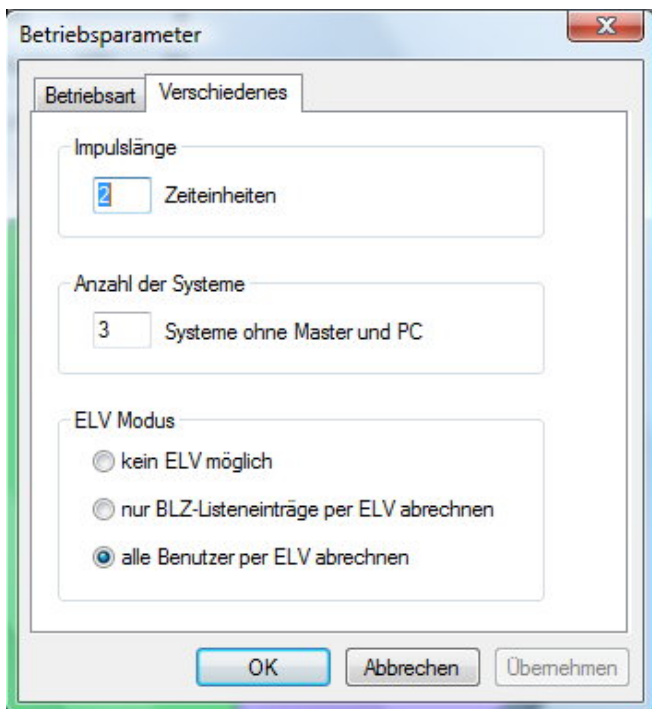 Betriebsparameter
Betriebsart Verschiedenes
Impulslänge
2 Zeiteinheiten
Anzahl der Systeme
3 Systeme ohne Master und PC
ELV Modus
kein ELV möglich
nur BLZ-Listeneinträge per ELV abrechnen
alle Benutzer per ELV abrechnen
OK Abbrechen Übernehmen